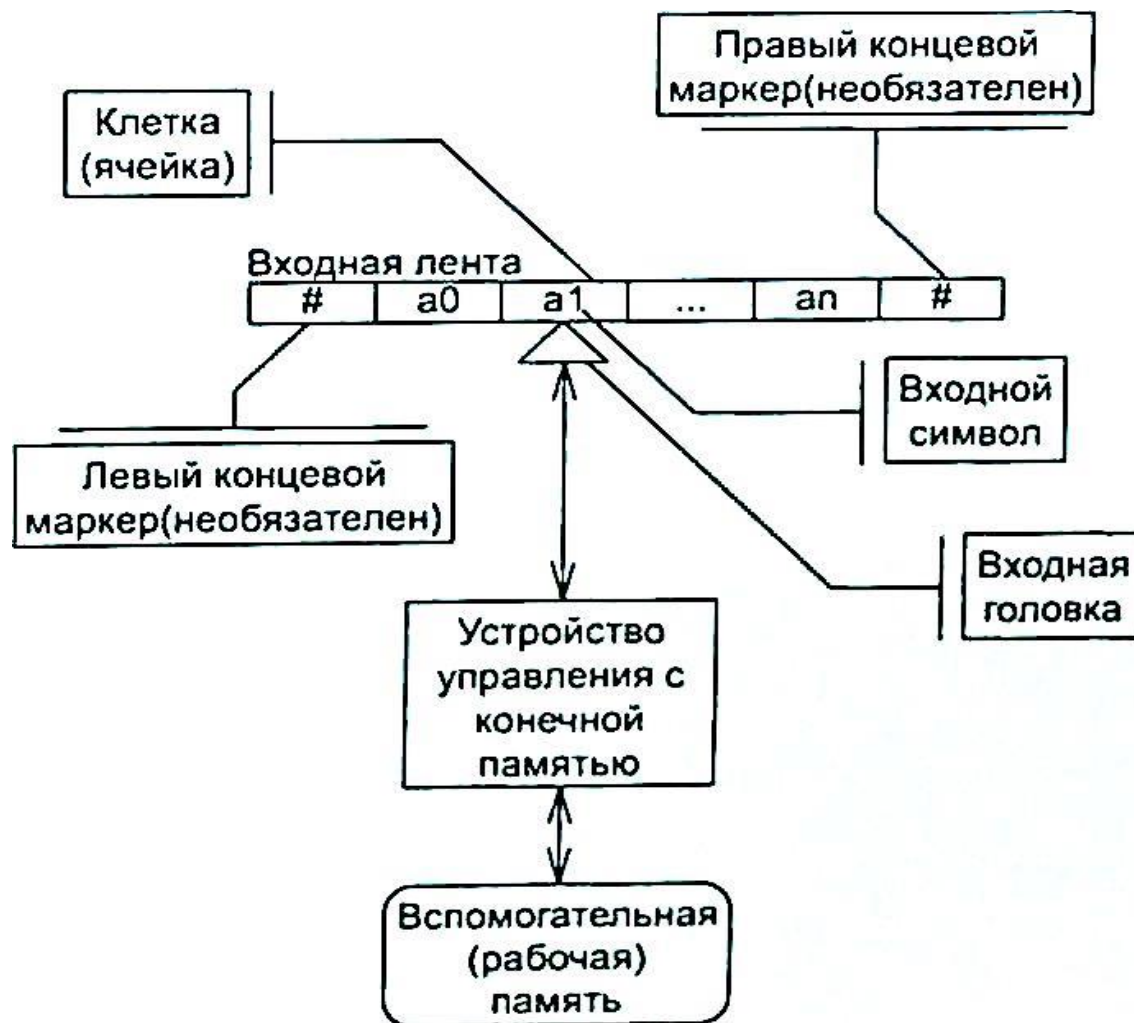 Правый концевой
маркер(необязателен)
Клетка
(ячейка)
Входная лента
# a0 a1 ... an #
Входной
символ
Левый концевой
маркер(необязателен)
Входная
головка
Устройство
управления с
конечной
памятью
Вспомогательная
(рабочая)
память